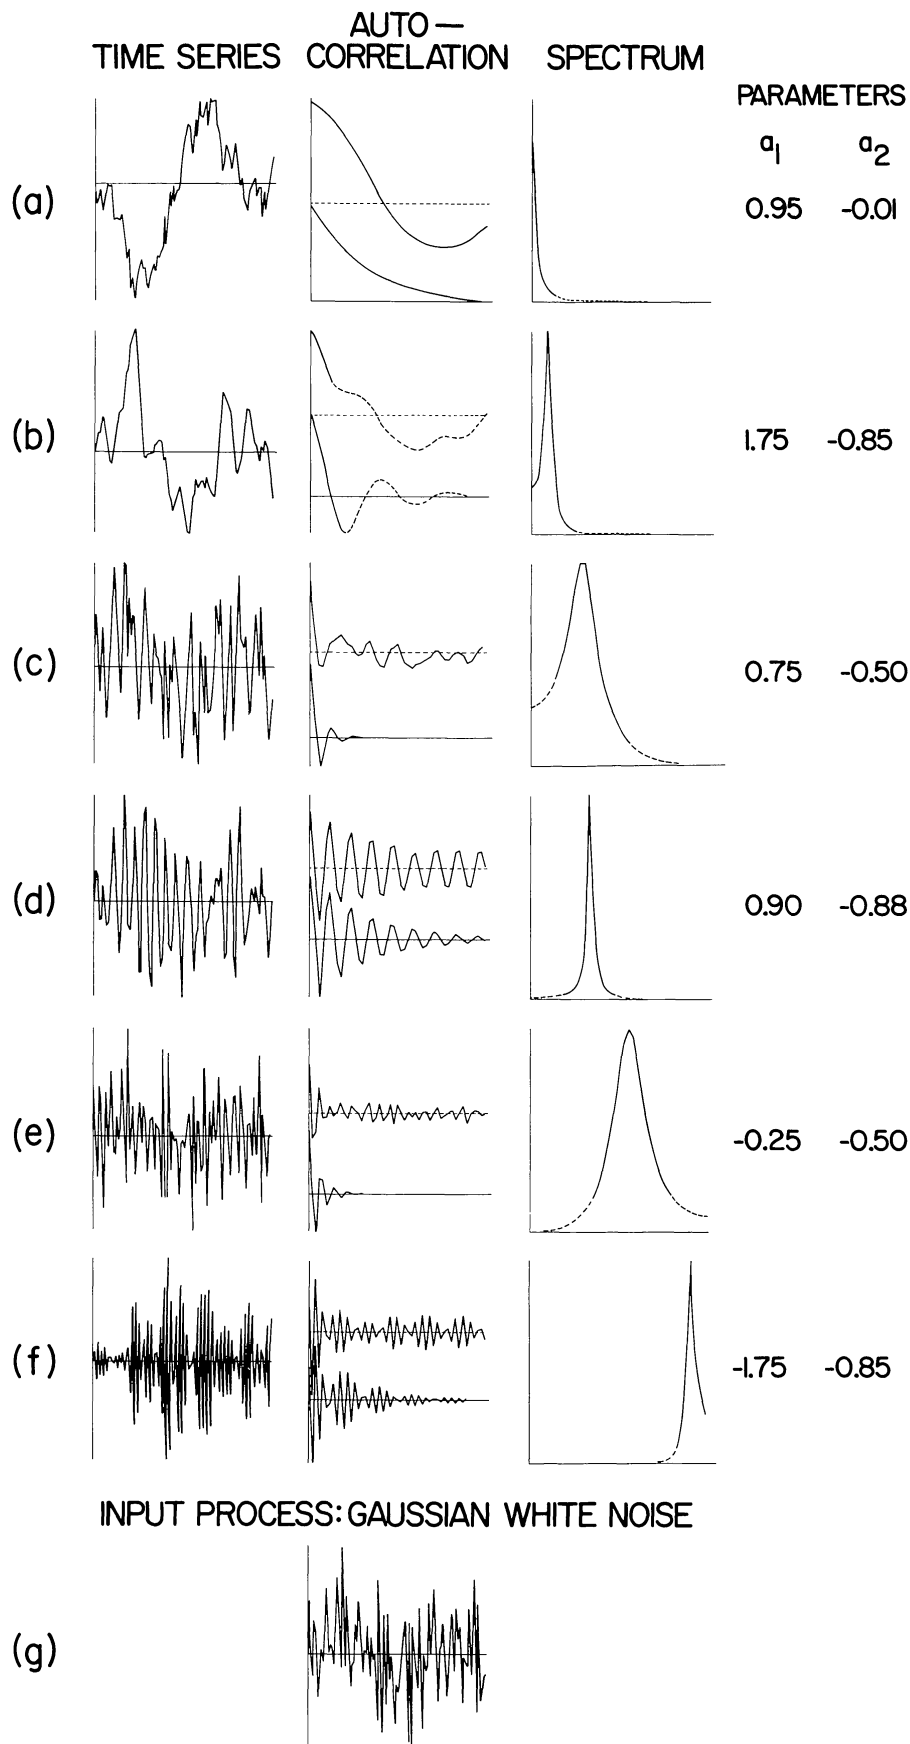 AUTO —
TIME SERIES CORRELATION SPECTRUM
PARAMETERS
a1 a2
(a) 0.95 -0.01
(b) 1.75 -0.85
(c) 0.75 -0.50
(d) 0.90 -0.88
(e) -0.25 -0.50
(f) -1.75 -0.85
INPUT PROCESS: GAUSSIAN WHITE NOISE
(g)